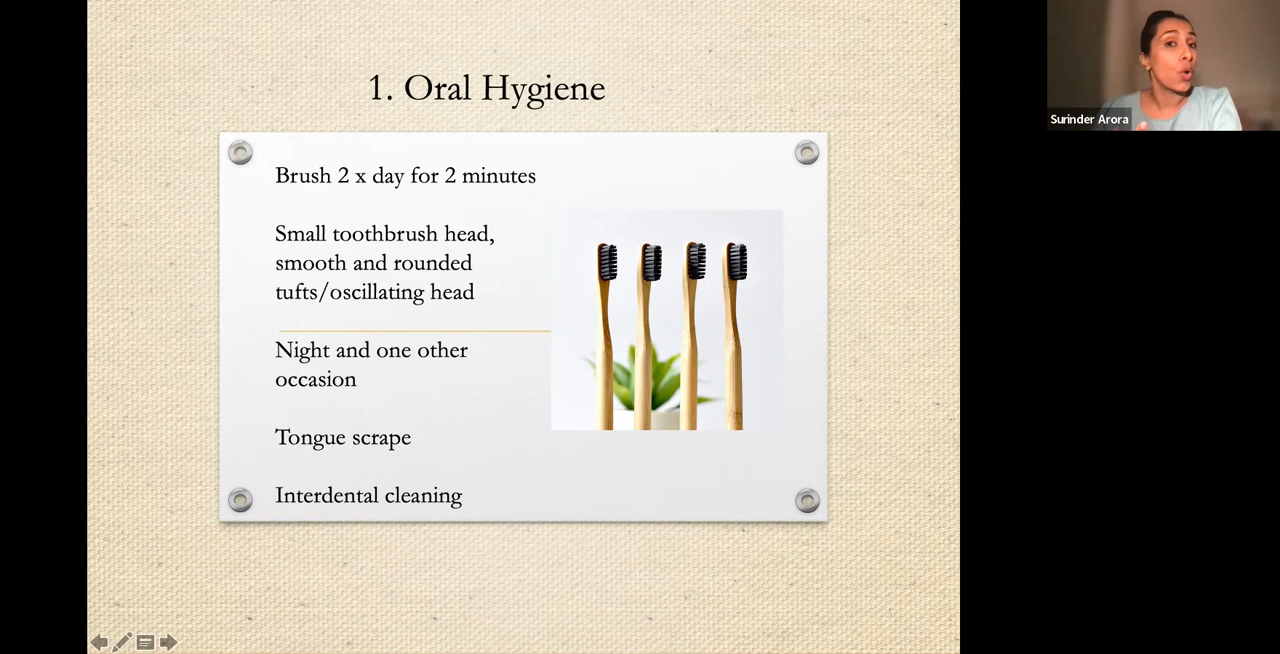 1. Oral Hygiene
Brush 2 x day for 2 minutes
Small toothbrush head,
smooth and rounded
tufts/oscillating head
Night and one other
occasion
Tongue scrape
Interdental cleaning
Surinder Arora